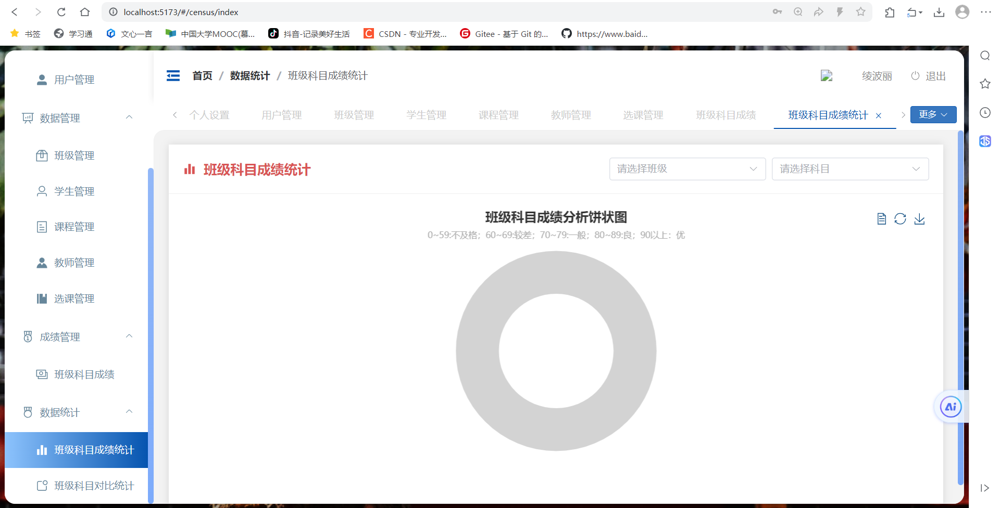 localhost:5173/#/census/index
书签
学习通
文心一言
中国大学MOOC(慕...
抖音-记录美好生活
CSDN - 专业开发...
Gitee - 基于 Git 的...
https://www.baid...
用户管理
数据管理
班级管理
学生管理
课程管理
教师管理
选课管理
成绩管理
班级科目成绩
数据统计
班级科目成绩统计
班级科目对比统计
首页 / 数据统计 / 班级科目成绩统计
绫波丽
退出
个人设置
用户管理
班级管理
学生管理
课程管理
教师管理
选课管理
班级科目成绩
班级科目成绩统计
更多
班级科目成绩统计
请选择班级
请选择科目
班级科目成绩分析饼状图
0~59:不及格；60~69:较差；70~79:一般；80~89:良；90以上：优
Ai